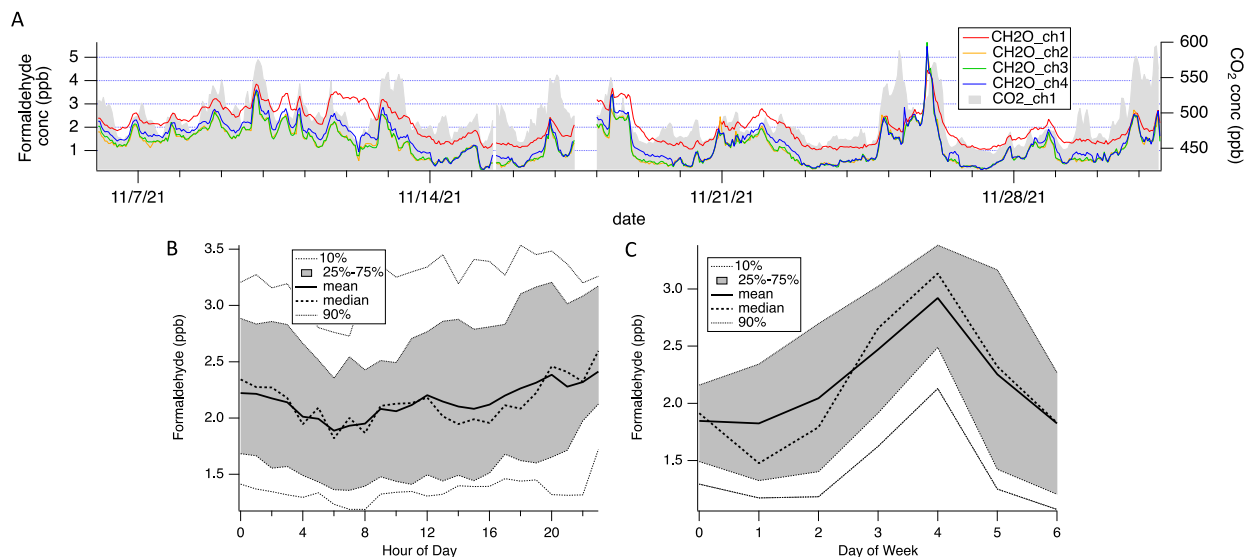 A
Formaldehyde
conc (ppb)
5
4
3
2
1
CH2O_ch1
CH2O_ch2
CH2O_ch3
CH2O_ch4
CO2_ch1
600
550
500
450
CO2 conc (ppb)
11/7/21
11/14/21
11/21/21
11/28/21
date
B
Formaldehyde (ppb)
3.5
3.0
2.5
2.0
1.5
10%
25%-75%
mean
median
90%
0
4
8
12
16
20
Hour of Day
C
Formaldehyde (ppb)
3.0
2.5
2.0
1.5
10%
25%-75%
mean
median
90%
0
1
2
3
4
5
6
Day of Week